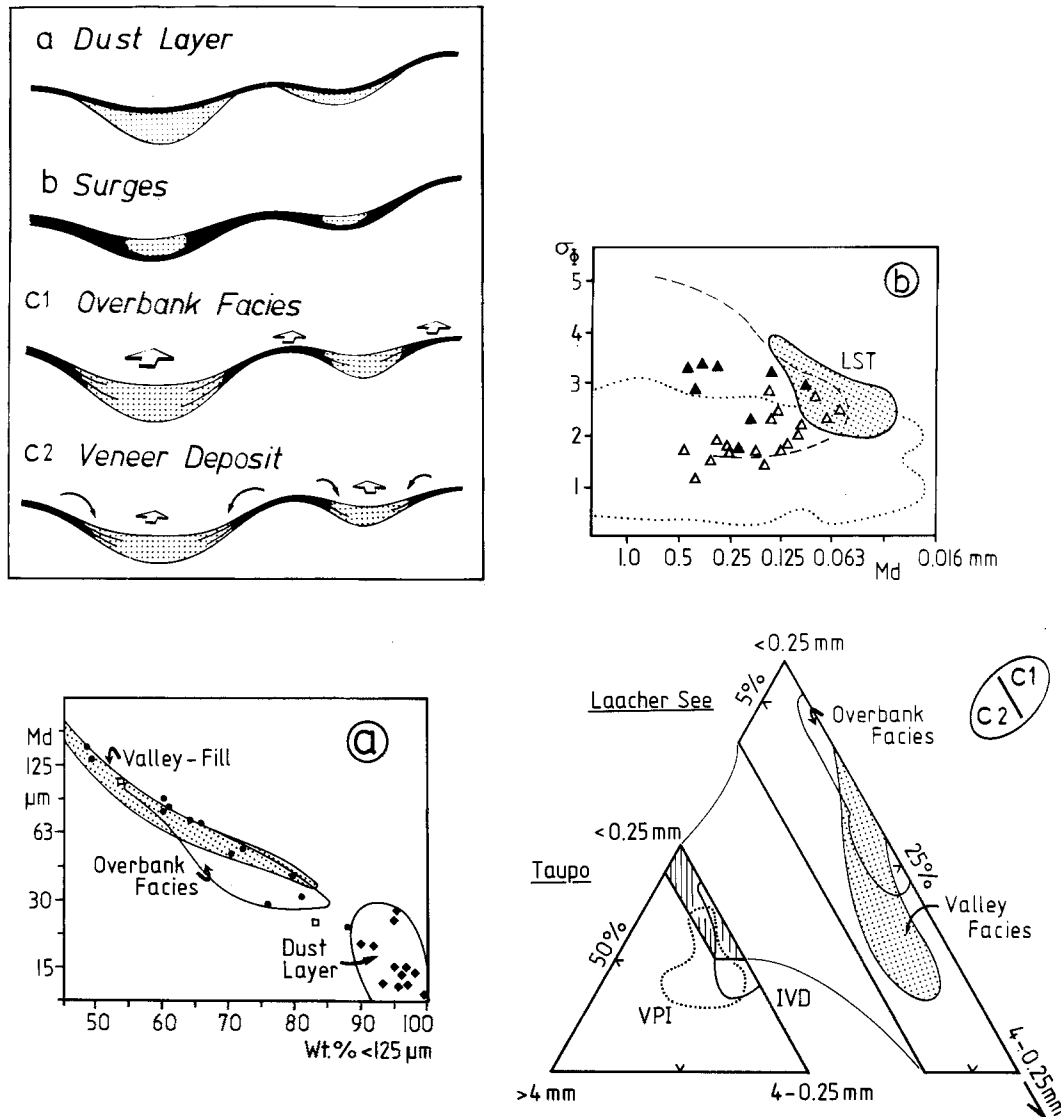 a Dust Layer
b Surges
C1 Overbank Facies
C2 Veneer Deposit
σΦ
5
4
3
2
1
b
LST
1.0 0.5 0.25 0.125 0.063 0.016 mm
Md
Md
125
μm
63
30
15
a
Valley-Fill
Overbank
Facies
Dust
Layer
50 60 70 80 90 100
Wt.% <125 μm
<0.25 mm
C1
C2
Laacher See
5%
Overbank
Facies
<0.25 mm
Taupo
25%
50%
Valley
Facies
VPI
IVD
>4 mm
4-0.25mm
4-0.25mm